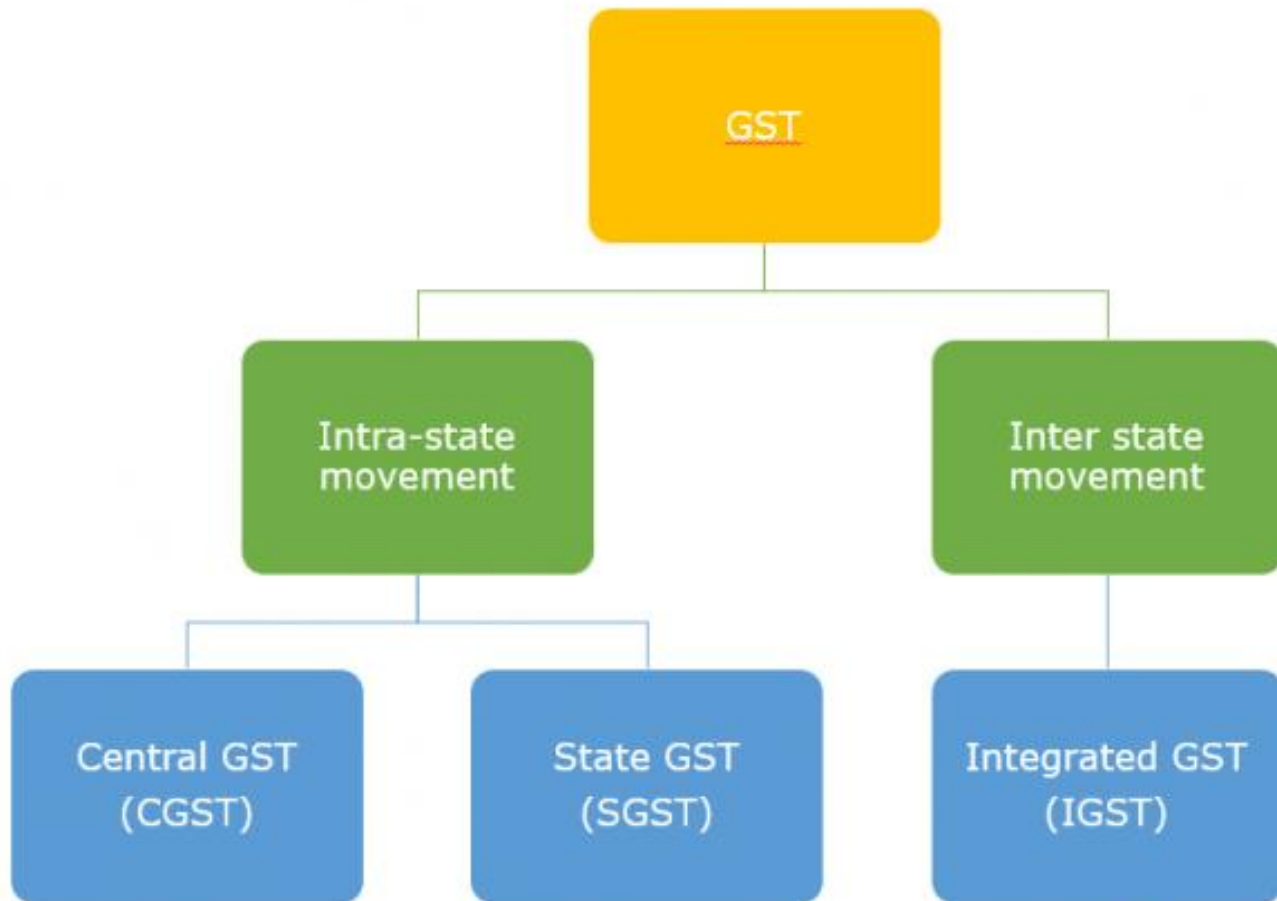 GST
Intra-state
movement
Inter state
movement
Central GST
(CGST)
State GST
(SGST)
Integrated GST
(IGST)